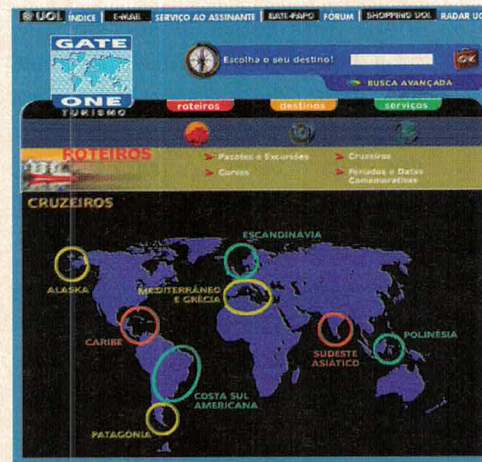 UOL ÍNDICE E-MAIL SERVIÇO AO ASSINANTE BATE-PAPO FÓRUM SHOPPING UOL RADAR UO
GATE
ONE
TURISMO
Escolha o seu destino!
OK
BUSCA AVANÇADA
roteiros destinos serviços
ROTEIROS
Pacotes e Excursões
Cruzeiros
Cursos
Feriados e Datas
Comemorativas
CRUZEIROS
ESCANDINÁVIA
ALASKA
MEDITERRÂNEO
E GRÉCIA
CARIBE
SUDESTE
ASIÁTICO
POLINÉSIA
COSTA SUL
AMERICANA
PATAGÔNIA